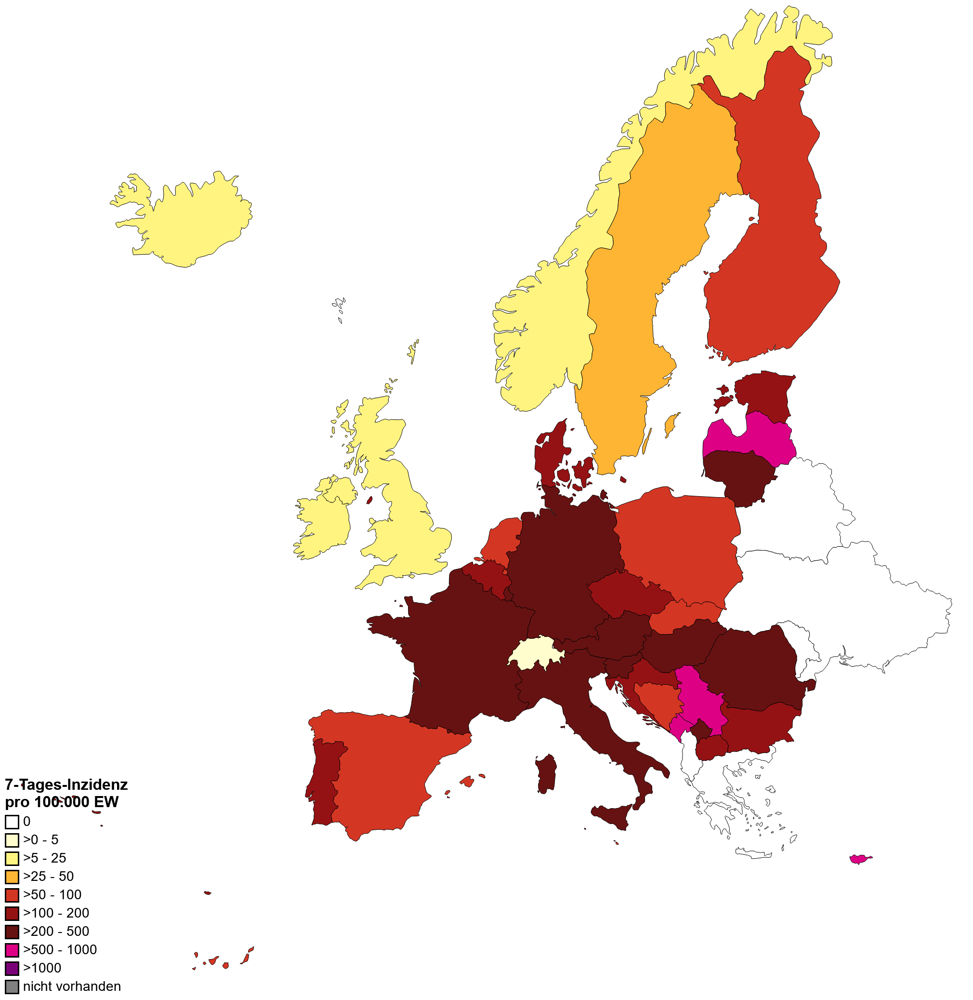 7-Tages-Inzidenz
pro 100.000 EW
0
>0 - 5
>5 - 25
>25 - 50
>50 - 100
>100 - 200
>200 - 500
>500 - 1000
>1000
nicht vorhanden